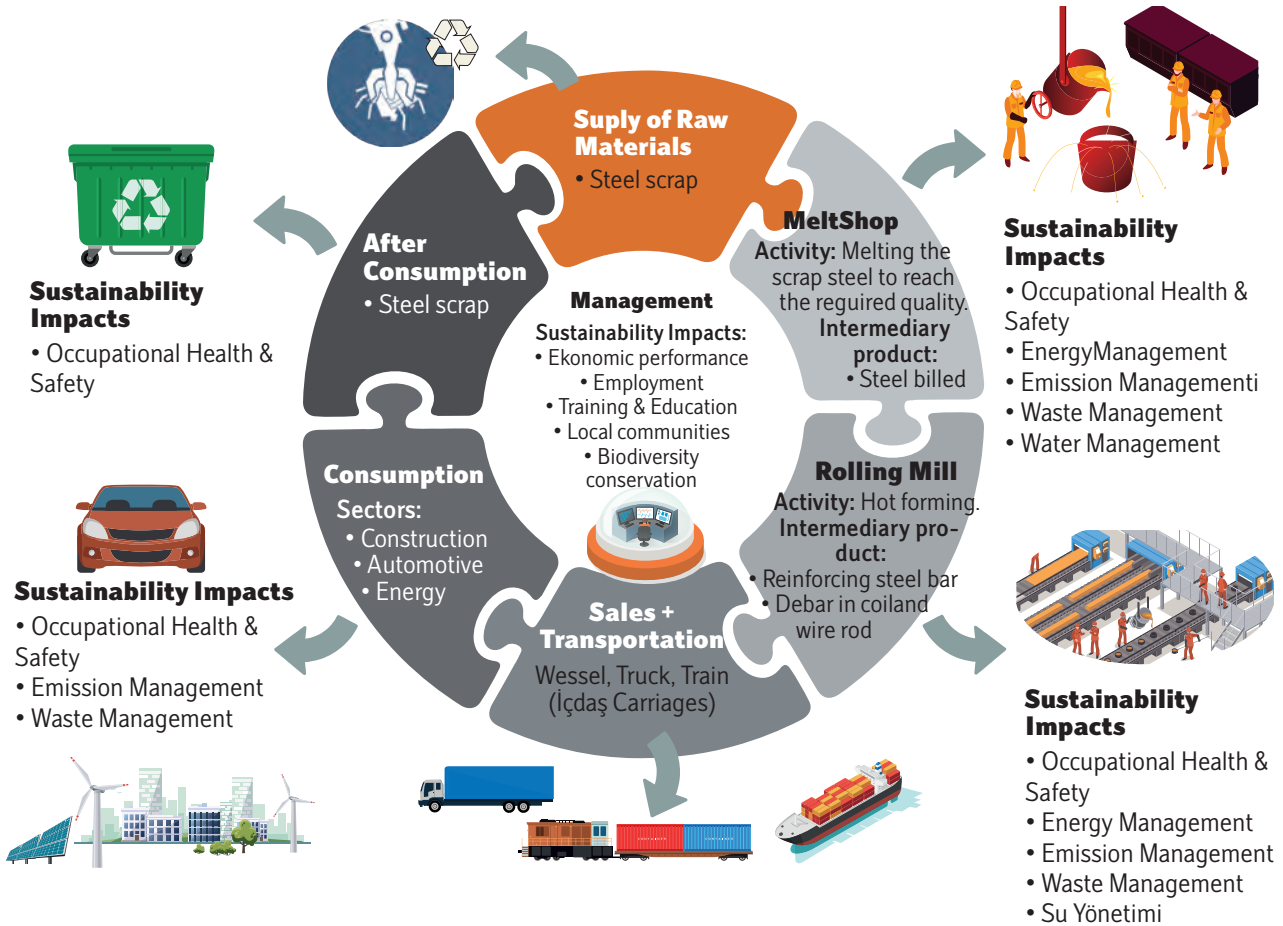 Suply of Raw
Materials
• Steel scrap
MeltShop
Activity: Melting the
scrap steel to reach
the reguired quality.
Intermediary
product:
• Steel billed
Sustainability
Impacts
• Occupational Health &
Safety
• EnergyManagement
• Emission Managementi
• Waste Management
• Water Management
Rolling Mill
Activity: Hot forming.
Intermediary pro-
duct:
• Reinforcing steel bar
• Debar in coiland
wire rod
Sustainability
Impacts
• Occupational Health &
Safety
• Energy Management
• Emission Management
• Waste Management
• Su Yönetimi
Sales +
Transportation
Wessel, Truck, Train
(İçdaş Carriages)
Consumption
Sectors:
• Construction
• Automotive
• Energy
Sustainability Impacts
• Occupational Health &
Safety
• Emission Management
• Waste Management
After
Consumption
• Steel scrap
Sustainability
Impacts
• Occupational Health &
Safety
Management
Sustainability Impacts:
• Ekonomic performance
• Employment
• Training & Education
• Local communities
• Biodiversity
conservation